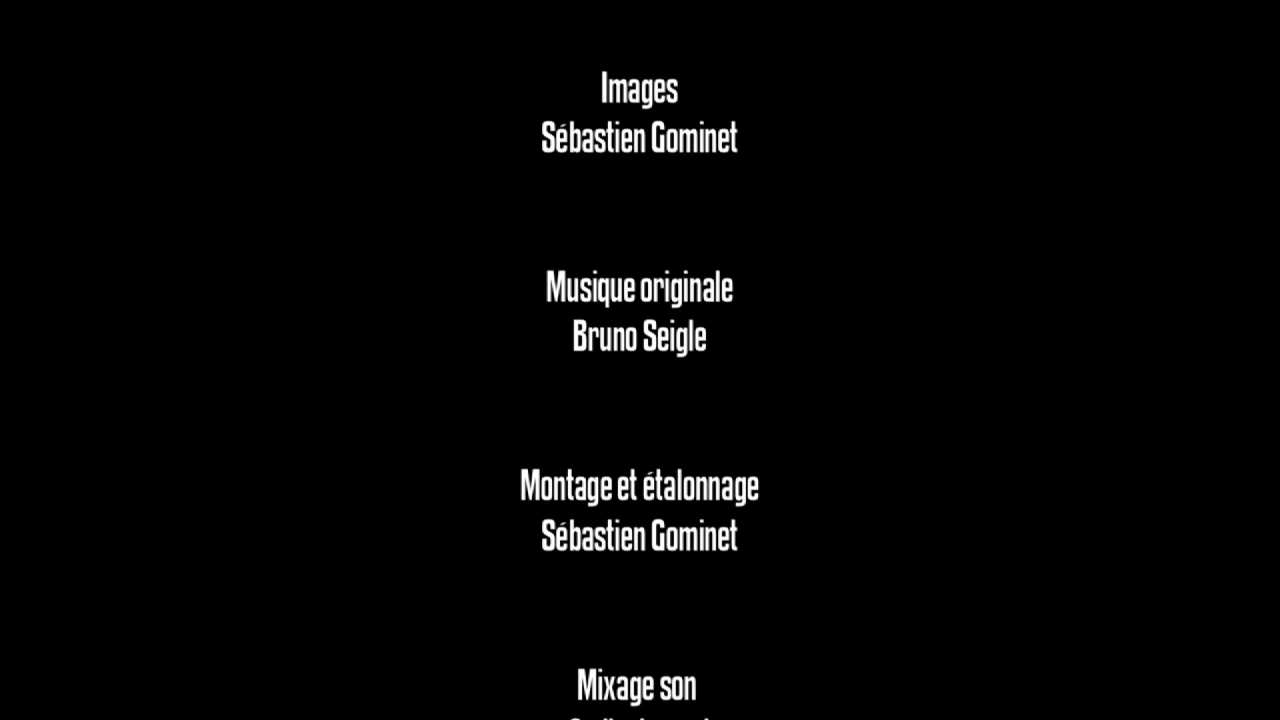 Images
Sébastien Gominet
Musique originale
Bruno Seigle
Montage et étalonnage
Sébastien Gominet
Mixage son